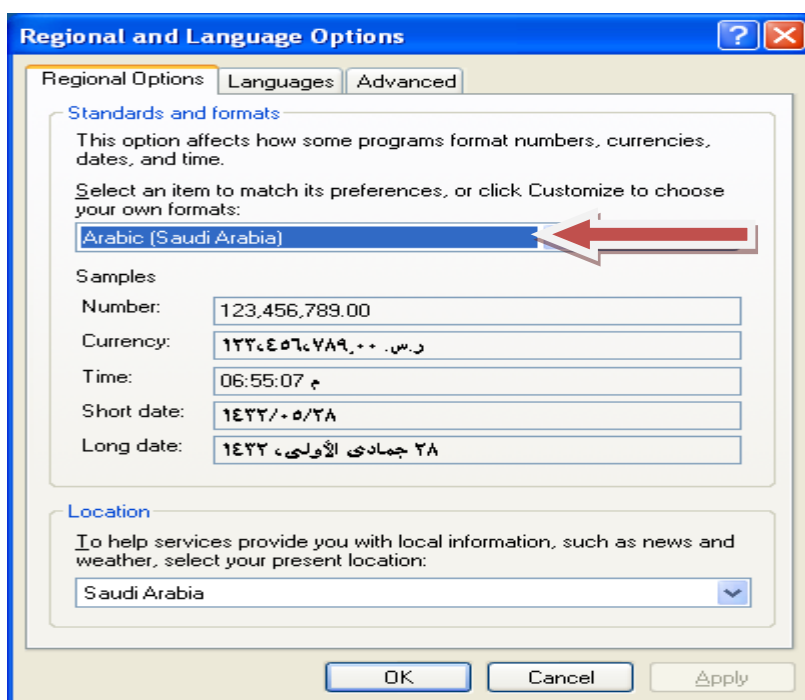 Regional and Language Options
Regional Options Languages Advanced
Standards and formats
This option affects how some programs format numbers, currencies,
dates, and time.
Select an item to match its preferences, or click Customize to choose
your own formats:
Arabic (Saudi Arabia)
Samples
Number: 123,456,789.00
Currency: ر.س. ١٢٣،٤٥٦،٧٨٩٫٠٠
Time: 06:55:07 م
Short date: ١٤٣٢/٠٥/٢٨
Long date: ٢٨ جمادى الأولى، ١٤٣٢
Location
To help services provide you with local information, such as news and
weather, select your present location:
Saudi Arabia
OK Cancel Apply